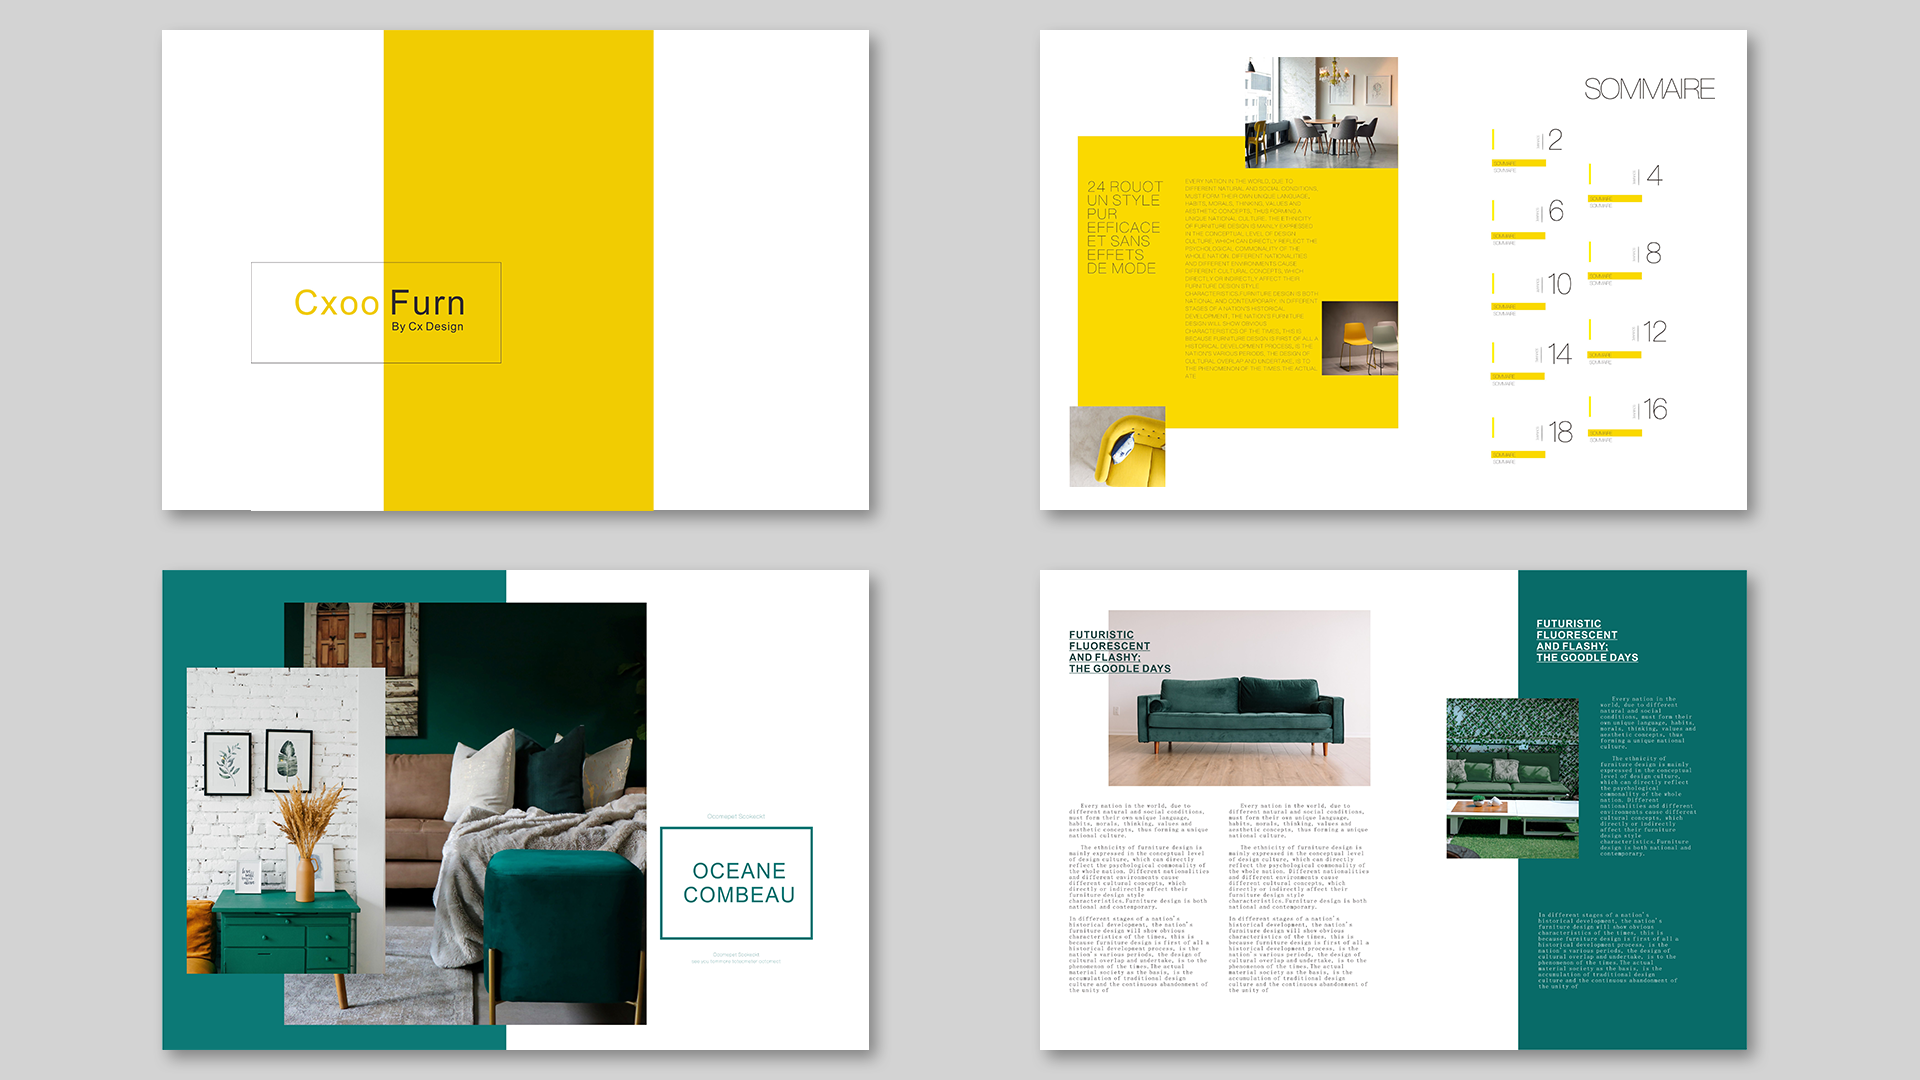 Cxoo Furn
By Cx Design
24 ROUOT
UN STYLE
PUR
EFFICACE
ET SANS
EFFETS
DE MODE
EVERY NATION IN THE WORLD, DUE TO
DIFFERENT NATURAL AND SOCIAL CONDITIONS,
MUST FORM THEIR OWN UNIQUE LANGUAGE,
HABITS, MORALS, THINKING, VALUES AND
AESTHETIC CONCEPTS, THUS FORMING A
UNIQUE NATIONAL CULTURE. THE ETHNICITY
OF FURNITURE DESIGN IS MAINLY EXPRESSED
IN THE CONCEPTUAL LEVEL OF DESIGN
CULTURE, WHICH CAN DIRECTLY REFLECT THE
PSYCHOLOGICAL COMMONALITY OF THE
WHOLE NATION. DIFFERENT NATIONALITIES
AND DIFFERENT ENVIRONMENTS CAUSE
DIFFERENT CULTURAL CONCEPTS, WHICH
DIRECTLY OR INDIRECTLY AFFECT THEIR
FURNITURE DESIGN STYLE
CHARACTERISTICS.FURNITURE DESIGN IS BOTH
NATIONAL AND CONTEMPORARY. IN DIFFERENT
STAGES OF A NATION'S HISTORICAL
DEVELOPMENT, THE NATION'S FURNITURE
DESIGN WILL SHOW OBVIOUS
CHARACTERISTICS OF THE TIMES, THIS IS
BECAUSE FURNITURE DESIGN IS FIRST OF ALL A
HISTORICAL DEVELOPMENT PROCESS, IS THE
NATION'S VARIOUS PERIODS, THE DESIGN OF
CULTURAL OVERLAP AND UNDERTAKE, IS TO
THE PHENOMENON OF THE TIMES.THE ACTUAL
ATE
SOMMAIRE
2
SOMMAIRE
SOMMAIRE
4
SOMMAIRE
SOMMAIRE
6
SOMMAIRE
SOMMAIRE
8
SOMMAIRE
SOMMAIRE
10
SOMMAIRE
SOMMAIRE
12
SOMMAIRE
SOMMAIRE
14
SOMMAIRE
SOMMAIRE
16
SOMMAIRE
SOMMAIRE
18
SOMMAIRE
SOMMAIRE
OCEANE
COMBEAU
FUTURISTIC
FLUORESCENT
AND FLASHY;
THE GOODLE DAYS
Every nation in the world, due to
different natural and social conditions,
must form their own unique language,
habits, morals, thinking, values and
aesthetic concepts, thus forming a unique
national culture.
The ethnicity of furniture design is
mainly expressed in the conceptual level
of design culture, which can directly
reflect the psychological commonality of
the whole nation. Different nationalities
and different environments cause
different cultural concepts, which
directly or indirectly affect their
furniture design style
characteristics.Furniture design is both
national and contemporary.
In different stages of a nation's
historical development, the nation's
furniture design will show obvious
characteristics of the times, this is
because furniture design is first of all a
historical development process, is the
nation's various periods, the design of
cultural overlap and undertake, is to the
phenomenon of the times.The actual
material society as the basis, is the
accumulation of traditional design
culture and the continuous abandonment of
the unity of
Every nation in the world, due to
different natural and social conditions,
must form their own unique language,
habits, morals, thinking, values and
aesthetic concepts, thus forming a unique
national culture.
The ethnicity of furniture design is
mainly expressed in the conceptual level
of design culture, which can directly
reflect the psychological commonality of
the whole nation. Different nationalities
and different environments cause
different cultural concepts, which
directly or indirectly affect their
furniture design style
characteristics.Furniture design is both
national and contemporary.
In different stages of a nation's
historical development, the nation's
furniture design will show obvious
characteristics of the times, this is
because furniture design is first of all a
historical development process, is the
nation's various periods, the design of
cultural overlap and undertake, is to the
phenomenon of the times.The actual
material society as the basis, is the
accumulation of traditional design
culture and the continuous abandonment of
the unity of
FUTURISTIC
FLUORESCENT
AND FLASHY;
THE GOODLE DAYS
Every nation in the
world, due to different
natural and social
conditions, must form their
own unique language, habits,
morals, thinking, values and
aesthetic concepts, thus
forming a unique national
culture.
The ethnicity of
furniture design is mainly
expressed in the conceptual
level of design culture,
which can directly reflect
the psychological
commonality of the whole
nation. Different
nationalities and different
environments cause different
cultural concepts, which
directly or indirectly
affect their furniture
design style
characteristics.Furniture
design is both national and
contemporary.
In different stages of a nation's
historical development, the nation's
furniture design will show obvious
characteristics of the times, this is
because furniture design is first of all a
historical development process, is the
nation's various periods, the design of
cultural overlap and undertake, is to the
phenomenon of the times.The actual
material society as the basis, is the
accumulation of traditional design
culture and the continuous abandonment of
the unity of